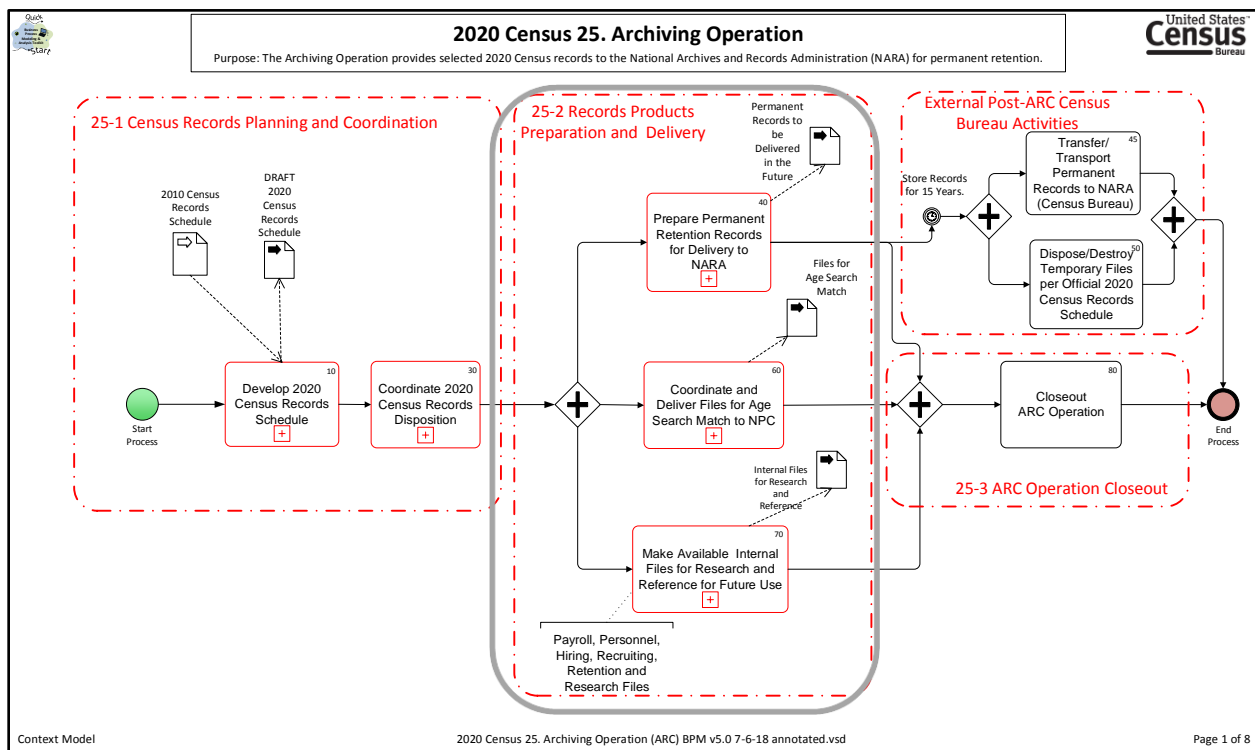 Quick
Business
Process
Modeling &
Analysis Toolkit
Start
2020 Census 25. Archiving Operation
Purpose: The Archiving Operation provides selected 2020 Census records to the National Archives and Records Administration (NARA) for permanent retention.
United States™
Census
Bureau
25-1 Census Records Planning and Coordination
2010 Census
Records
Schedule
DRAFT
2020
Census
Records
Schedule
Start
Process
10
Develop 2020
Census Records
Schedule
30
Coordinate 2020
Census Records
Disposition
25-2 Records Products
Preparation and Delivery
Permanent
Records to
be
Delivered
in the
Future
40
Prepare Permanent
Retention Records
for Delivery to
NARA
Files for
Age Search
Match
60
Coordinate and
Deliver Files for Age
Search Match to NPC
Internal Files
for Research
and
Reference
70
Make Available Internal
Files for Research and
Reference for Future Use
Payroll, Personnel,
Hiring, Recruiting,
Retention and
Research Files
External Post-ARC Census
Bureau Activities
Store Records
for 15 Years.
45
Transfer/
Transport
Permanent
Records to NARA
(Census Bureau)
50
Dispose/Destroy
Temporary Files
per Official 2020
Census Records
Schedule
80
Closeout
ARC Operation
25-3 ARC Operation Closeout
End
Process
Context Model
2020 Census 25. Archiving Operation (ARC) BPM v5.0 7-6-18 annotated.vsd
Page 1 of 8